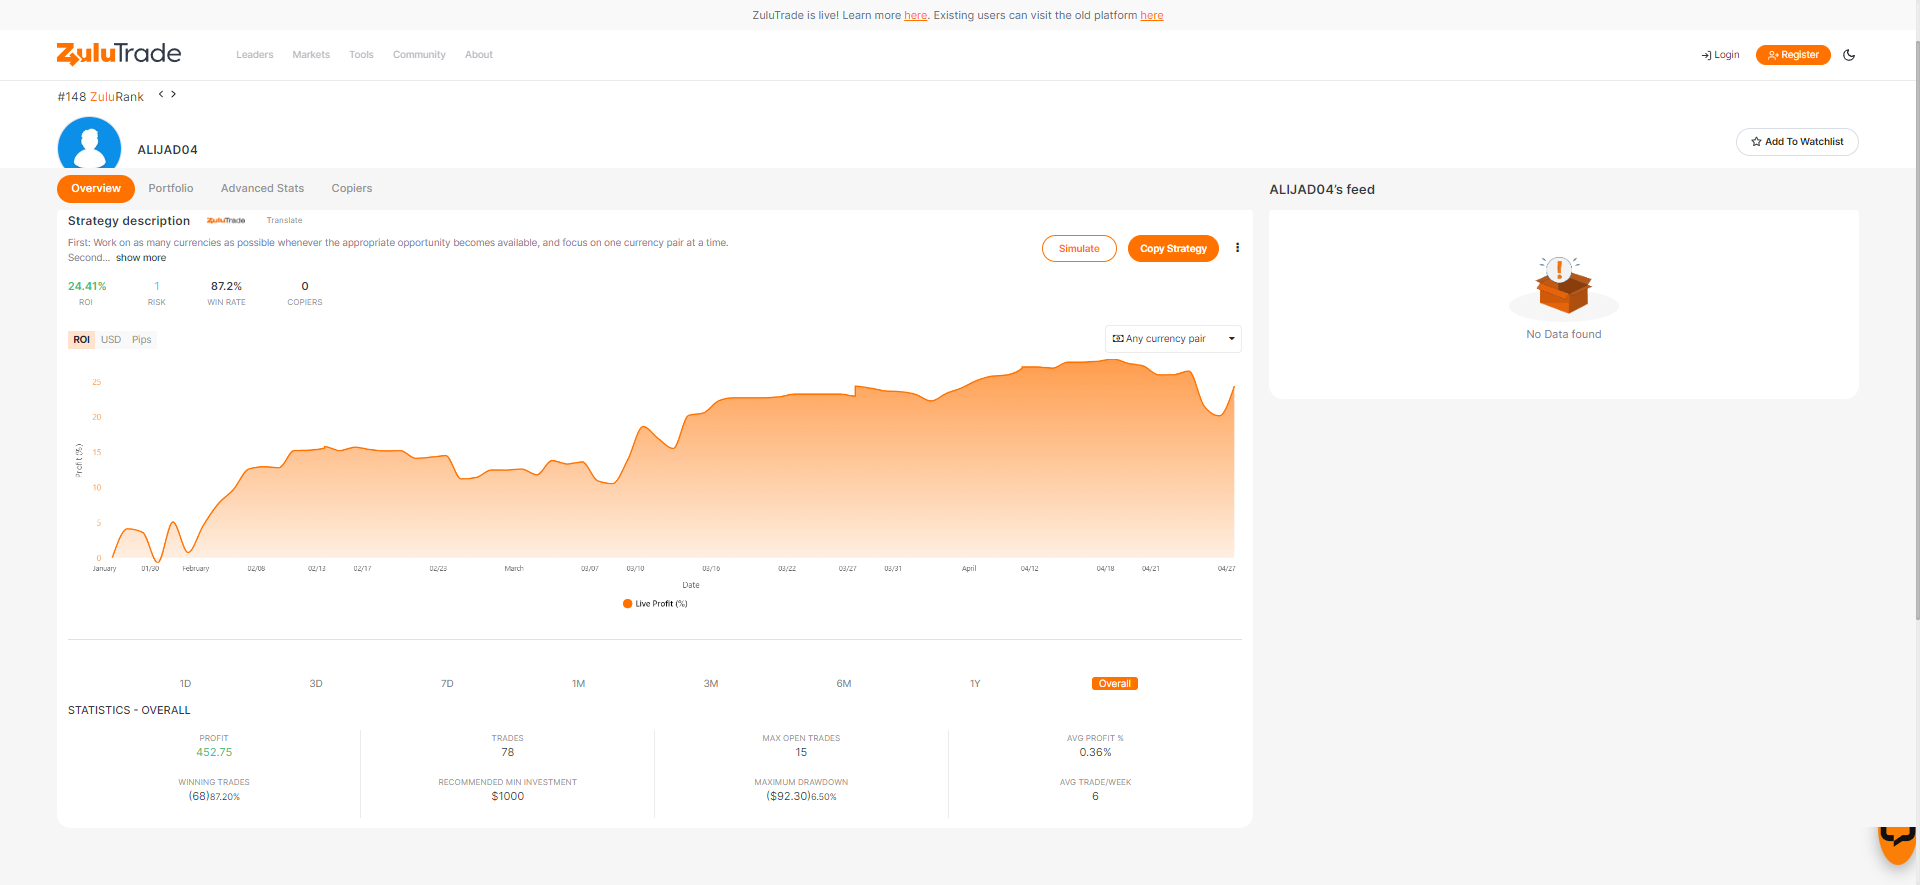 ZuluTrade is live! Learn more here. Existing users can visit the old platform here
ZuluTrade
Leaders
Markets
Tools
Community
About
Login
Register
#148 ZuluRank
ALIJAD04
Add To Watchlist
Overview
Portfolio
Advanced Stats
Copiers
ALIJAD04's feed
Strategy description
ZuluTrade
Translate
First: Work on as many currencies as possible whenever the appropriate opportunity becomes available, and focus on one currency pair at a time.
Second... show more
Simulate
Copy Strategy
24.41%
1
87.2%
0
ROI
RISK
WIN RATE
COPIERS
No Data found
ROI
USD
Pips
Any currency pair
25
20
15
10
5
0
Profit (%)
January
01/30
February
02/08
02/13
02/17
02/23
March
03/07
03/10
03/16
03/22
03/27
03/31
April
04/12
04/18
04/21
04/27
Date
Live Profit (%)
1D
3D
7D
1M
3M
6M
1Y
Overall
STATISTICS - OVERALL
PROFIT
TRADES
MAX OPEN TRADES
AVG PROFIT %
452.75
78
15
0.36%
WINNING TRADES
RECOMMENDED MIN INVESTMENT
MAXIMUM DRAWDOWN
AVG TRADE/WEEK
(68)87.20%
$1000
($92.30)6.50%
6